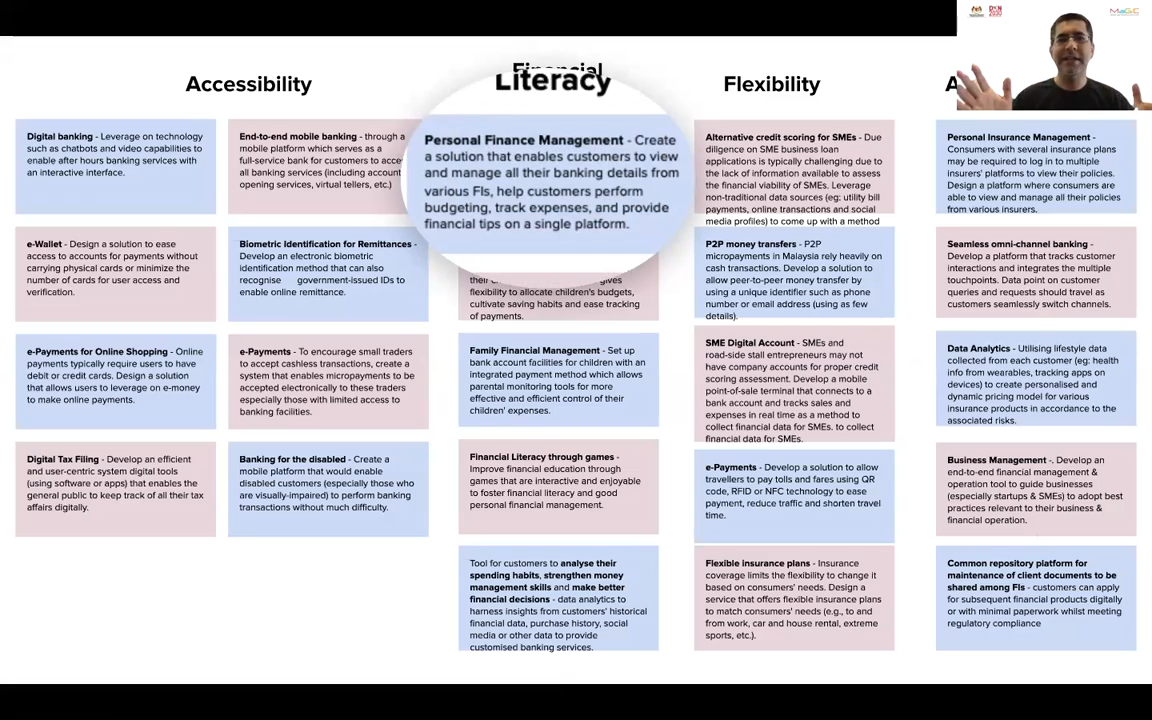 MaGIC
Accessibility
Financial
Literacy
Flexibility
A
Digital banking - Leverage on technology
such as chatbots and video capabilities to
enable after hours banking services with
an interactive interface.
e-Wallet - Design a solution to ease
access to accounts for payments without
carrying physical cards or minimize the
number of cards for user access and
verification.
e-Payments for Online Shopping - Online
payments typically require users to have
debit or credit cards. Design a solution
that allows users to leverage on e-money
to make online payments.
Digital Tax Filing - Develop an efficient
and user-centric system digital tools
(using software or apps) that enables the
general public to keep track of all their tax
affairs digitally.
End-to-end mobile banking - through a
mobile platform which serves as a
full-service bank for customers to
all banking services (including account
opening services, virtual tellers, etc.)
Biometric Identification for Remittances -
Develop an electronic biometric
identification method that can also
recognise government-issued IDs to
enable online remittance.
e-Payments - To encourage small traders
to accept cashless transactions, create a
system that enables micropayments to be
accepted electronically to these traders
especially those with limited access to
banking facilities.
Banking for the disabled - Create a
mobile platform that would enable
disabled customers (especially those who
are visually-impaired) to perform banking
transactions without much difficulty.
Personal Finance Management - Create
a solution that enables customers to view
and manage all their banking details from
various FIs, help customers perform
budgeting, track expenses, and provide
financial tips on a single platform.
gives
flexibility to allocate children's budgets,
cultivate saving habits and ease tracking
of payments.
Family Financial Management - Set up
bank account facilities for children with an
integrated payment method which allows
parental monitoring tools for more
effective and efficient control of their
children' expenses.
Financial Literacy through games -
Improve financial education through
games that are interactive and enjoyable
to foster financial literacy and good
personal financial management.
Tool for customers to analyse their
spending habits, strengthen money
management skills and make better
financial decisions - data analytics to
harness insights from customers' historical
financial data, purchase history, social
media or other data to provide
customised banking services.
Alternative credit scoring for SMEs - Due
diligence on SME business loan
applications is typically challenging due to
the lack of information available to assess
the financial viability of SMEs. Leverage
non-traditional data sources (eg: utility bill
payments, online transactions and social
media profiles) to come up with a method
P2P money transfers - P2P
micropayments in Malaysia rely heavily on
cash transactions. Develop a solution to
allow peer-to-peer money transfer by
using a unique identifier such as phone
number or email address (using as few
details).
SME Digital Account - SMEs and
road-side stall entrepreneurs may not
have company accounts for proper credit
scoring assessment. Develop a mobile
point-of-sale terminal that connects to a
bank account and tracks sales and
expenses in real time as a method to
collect financial data for SMEs. to collect
financial data for SMEs.
e-Payments - Develop a solution to allow
travellers to pay tolls and fares using QR
code, RFID or NFC technology to ease
payment, reduce traffic and shorten travel
time.
Flexible insurance plans - Insurance
coverage limits the flexibility to change it
based on consumers' needs. Design a
service that offers flexible insurance plans
to match consumers' needs (e.g., to and
from work, car and house rental, extreme
sports, etc.).
Personal Insurance Management -
Consumers with several insurance plans
may be required to log in to multiple
insurers' platforms to view their policies.
Design a platform where consumers are
able to view and manage all their policies
from various insurers.
Seamless omni-channel banking -
Develop a platform that tracks customer
interactions and integrates the multiple
touchpoints. Data point on customer
queries and requests should travel as
customers seamlessly switch channels.
Data Analytics - Utilising lifestyle data
collected from each customer (eg: health
info from wearables, tracking apps on
devices) to create personalised and
dynamic pricing model for various
insurance products in accordance to the
associated risks.
Business Management -. Develop an
end-to-end financial management &
operation tool to guide businesses
(especially startups & SMEs) to adopt best
practices relevant to their business &
financial operation.
Common repository platform for
maintenance of client documents to be
shared among FIs - customers can apply
for subsequent financial products digitally
or with minimal paperwork whilst meeting
regulatory compliance